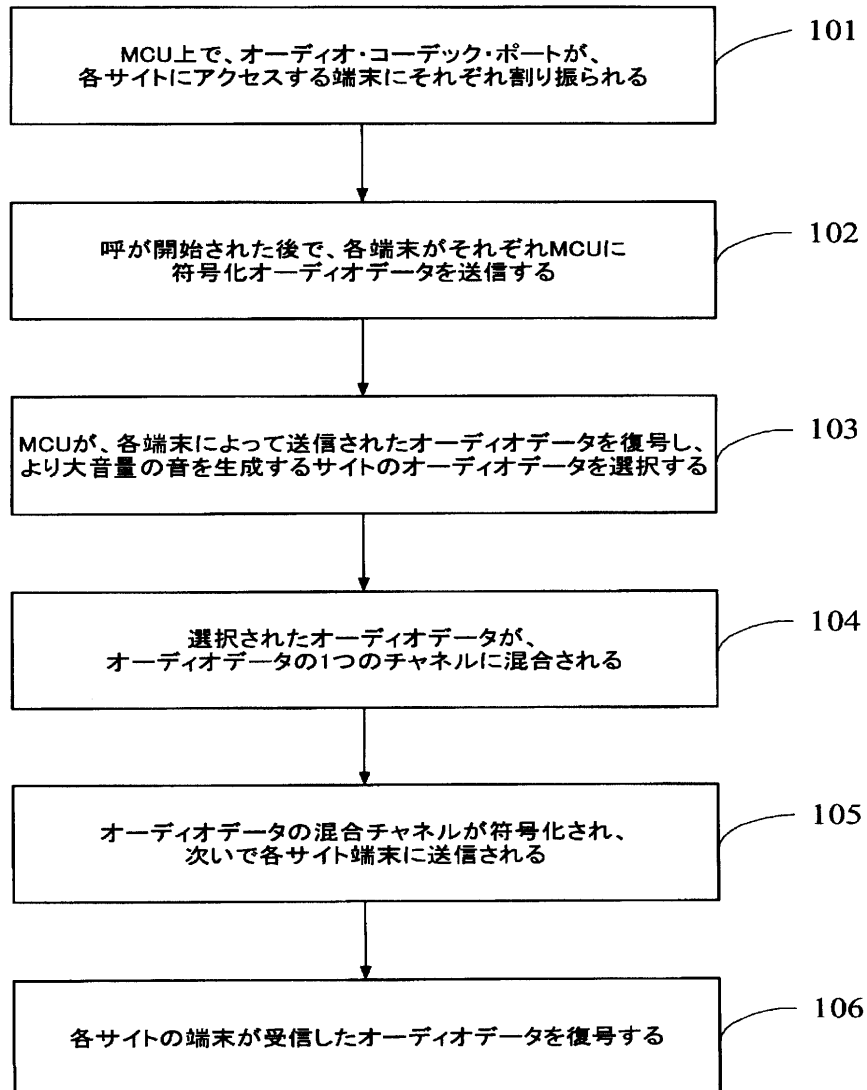 MCU上で、オーディオ・コーデック・ポートが、
各サイトにアクセスする端末にそれぞれ割り振られる
101
呼が開始された後で、各端末がそれぞれMCUに
符号化オーディオデータを送信する
102
MCUが、各端末によって送信されたオーディオデータを復号し、
より大音量の音を生成するサイトのオーディオデータを選択する
103
選択されたオーディオデータが、
オーディオデータの1つのチャネルに混合される
104
オーディオデータの混合チャネルが符号化され、
次いで各サイト端末に送信される
105
各サイトの端末が受信したオーディオデータを復号する
106